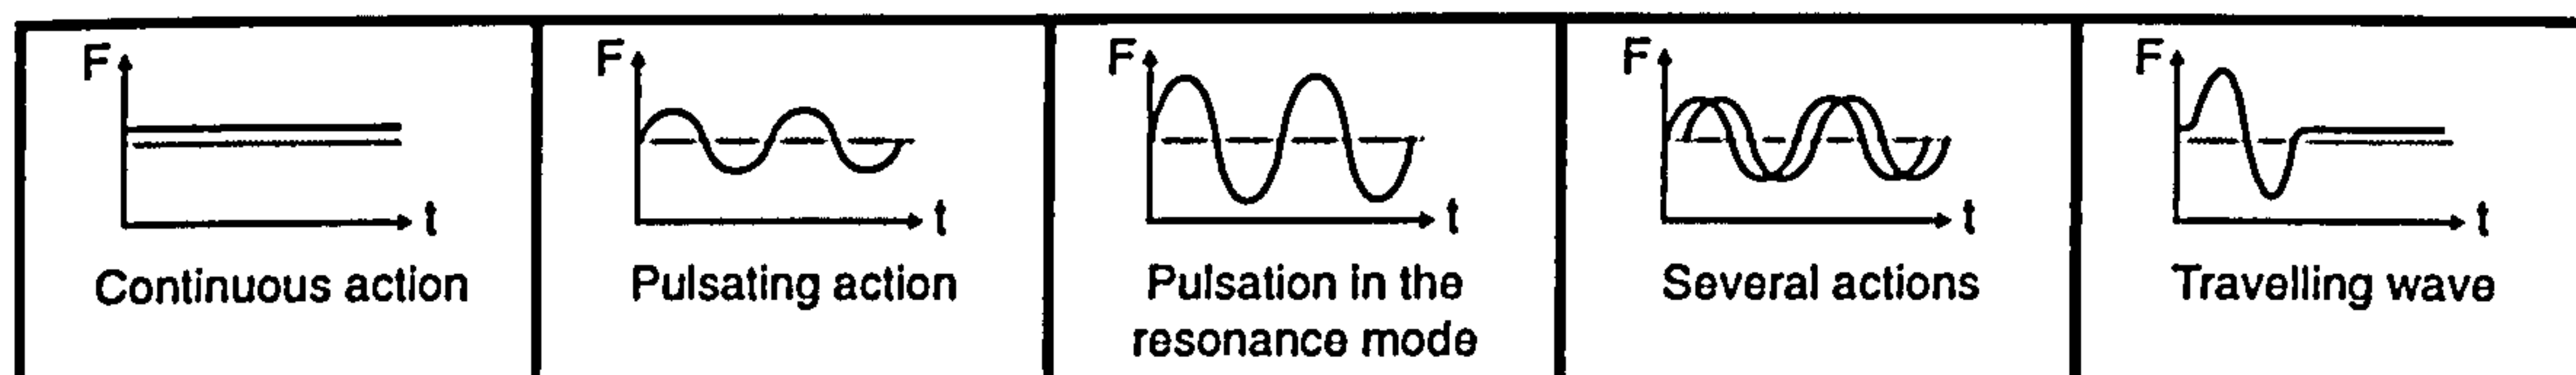 F
t
Continuous action
F
t
Pulsating action
F
t
Pulsation in the
resonance mode
F
t
Several actions
F
t
Travelling wave